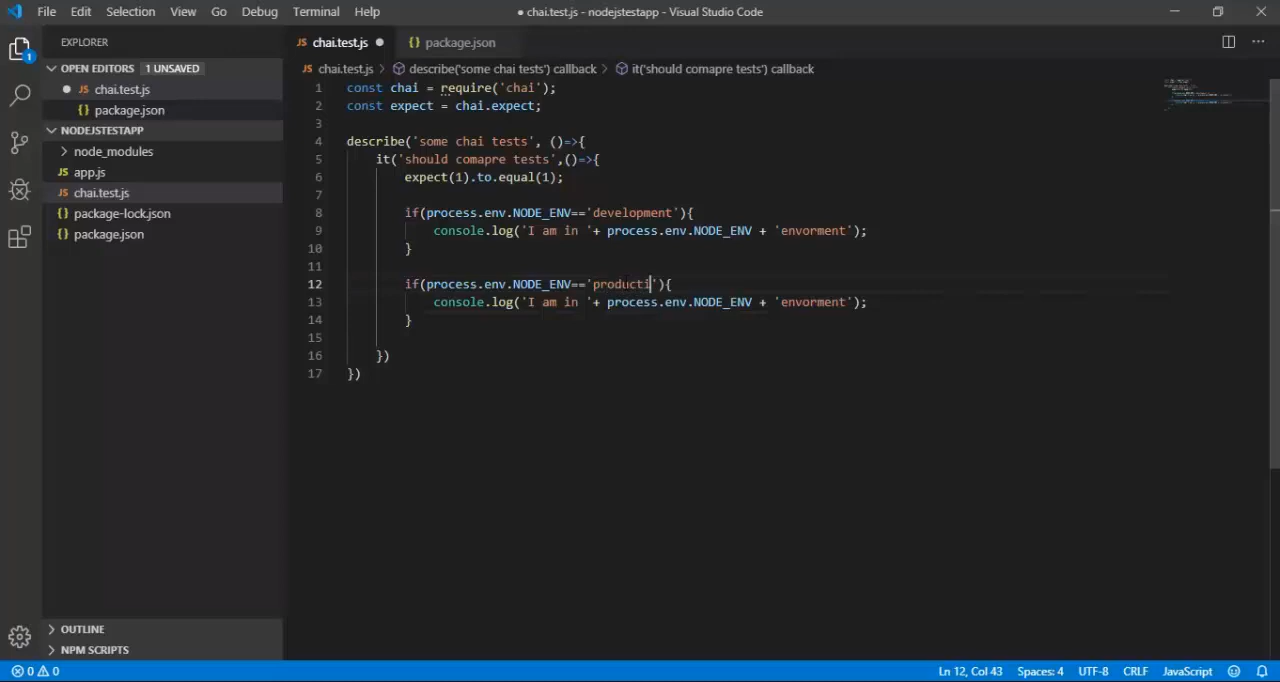 File Edit Selection View Go Debug Terminal Help
● chai.test.js - nodejstestapp - Visual Studio Code
EXPLORER
OPEN EDITORS 1 UNSAVED
JS chai.test.js
{} package.json
NODEJSTESTAPP
node_modules
JS app.js
JS chai.test.js
{} package-lock.json
{} package.json
OUTLINE
NPM SCRIPTS
1
JS chai.test.js ● {} package.json
JS chai.test.js > describe('some chai tests') callback > it('should comapre tests') callback
1 const chai = require('chai');
2 const expect = chai.expect;
3
4 describe('some chai tests', ()=>{
5 it('should comapre tests',()=>{
6 expect(1).to.equal(1);
7
8 if(process.env.NODE_ENV=='development'){
9 console.log('I am in '+ process.env.NODE_ENV + 'envorment');
10 }
11
12 if(process.env.NODE_ENV=='producti'){
13 console.log('I am in '+ process.env.NODE_ENV + 'envorment');
14 }
15
16 })
17 })
0 0 Ln 12, Col 43 Spaces: 4 UTF-8 CRLF JavaScript